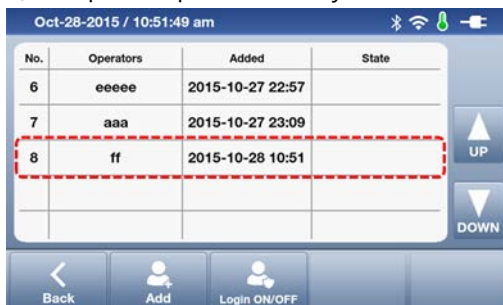 Oct-28-2015 / 10:51:49 am
No. Operators Added State
6 eeeee 2015-10-27 22:57
7 aaa 2015-10-27 23:09
8 ff 2015-10-28 10:51
UP
DOWN
Back Add Login ON/OFF